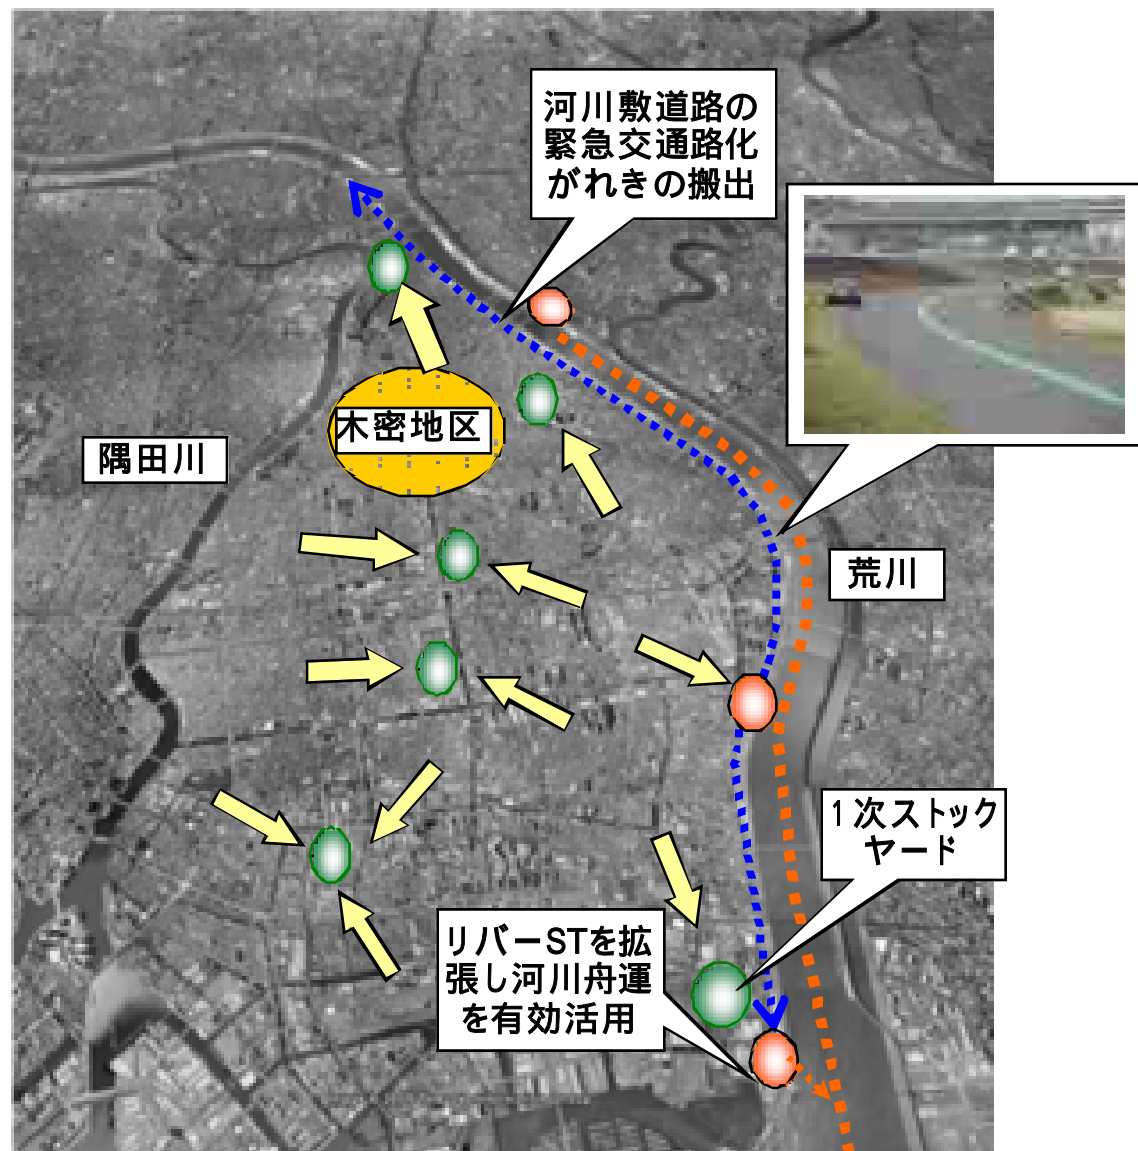 河川敷道路の
緊急交通路化
がれきの搬出
木密地区
隅田川
荒川
1次ストック
ヤード
リバーSTを拡
張し河川舟運
を有効活用